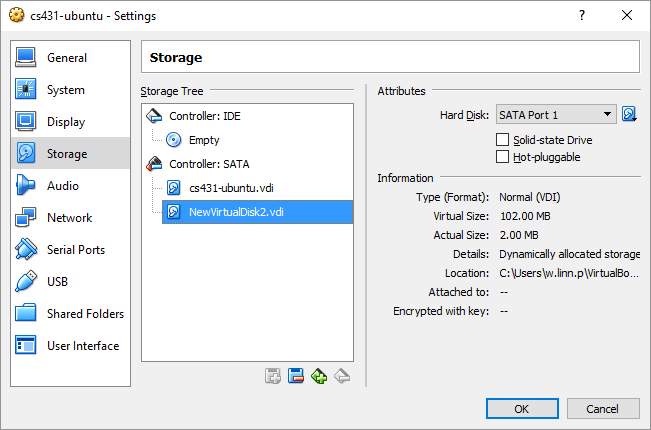 cs431-ubuntu - Settings
General
System
Display
Storage
Audio
Network
Serial Ports
USB
Shared Folders
User Interface
Storage
Storage Tree
Controller: IDE
Empty
Controller: SATA
cs431-ubuntu.vdi
NewVirtualDisk2.vdi
Attributes
Hard Disk: SATA Port 1
Solid-state Drive
Hot-pluggable
Information
Type (Format): Normal (VDI)
Virtual Size: 102.00 MB
Actual Size: 2.00 MB
Details: Dynamically allocated storage
Location: C:\Users\w.linn.p\VirtualBo...
Attached to: --
Encrypted with key: --
OK Cancel